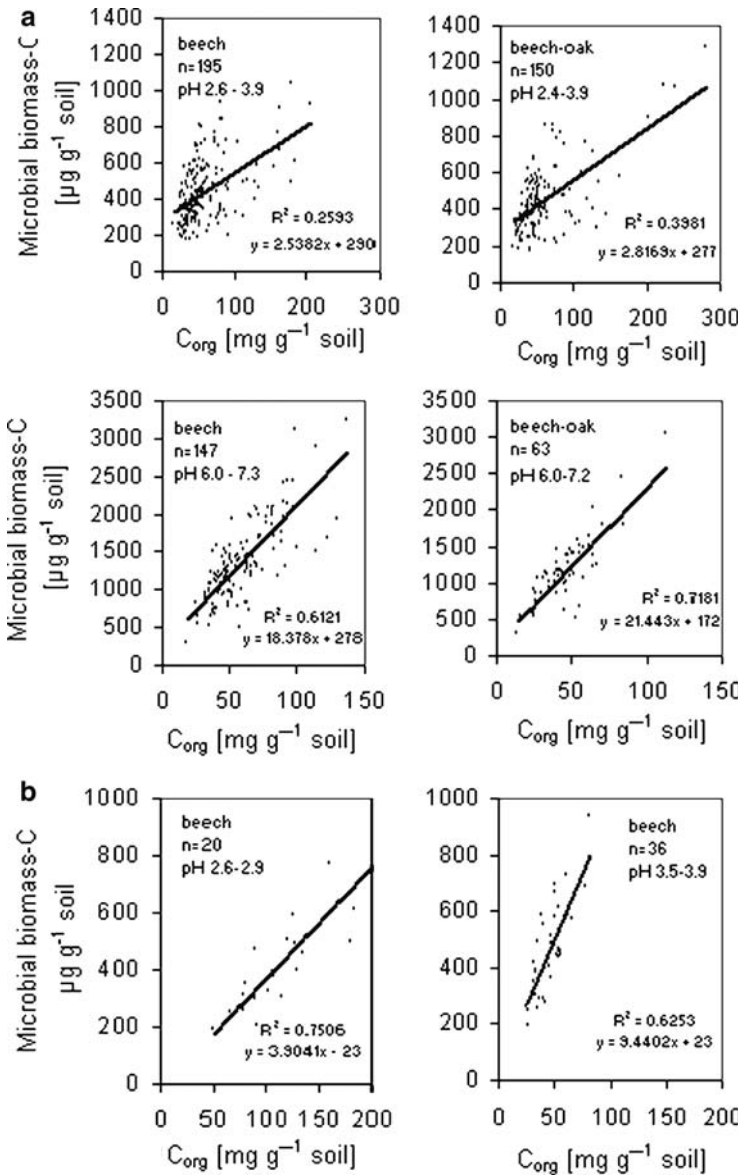 a
Microbial biomass-C
[µg g⁻¹ soil]
1400
1200
1000
800
600
400
200
0
beech
n=195
pH 2.6 - 3.9
R² = 0.2593
y = 2.5382x + 290
0 100 200 300
Corg [mg g⁻¹ soil]
1400
1200
1000
800
600
400
200
0
beech-oak
n=150
pH 2.4-3.9
R² = 0.3981
y = 2.8169x + 277
0 100 200 300
Corg [mg g⁻¹ soil]
Microbial biomass-C
[µg g⁻¹ soil]
3500
3000
2500
2000
1500
1000
500
0
beech
n=147
pH 6.0 - 7.3
R² = 0.6121
y = 18.378x + 278
0 50 100 150
Corg [mg g⁻¹ soil]
3500
3000
2500
2000
1500
1000
500
0
beech-oak
n= 63
pH 6.0-7.2
R² = 0.7181
y = 21.443x + 172
0 50 100 150
Corg [mg g⁻¹ soil]
b
Microbial biomass-C
µg g⁻¹ soil
1000
800
600
400
200
0
beech
n=20
pH 2.6-2.9
R² = 0.7506
y = 3.9041x - 23
0 50 100 150 200
Corg [mg g⁻¹ soil]
1000
800
600
400
200
0
beech
n=36
pH 3.5-3.9
R² = 0.6253
y = 9.4402x + 23
0 50 100 150 200
Corg [mg g⁻¹ soil]